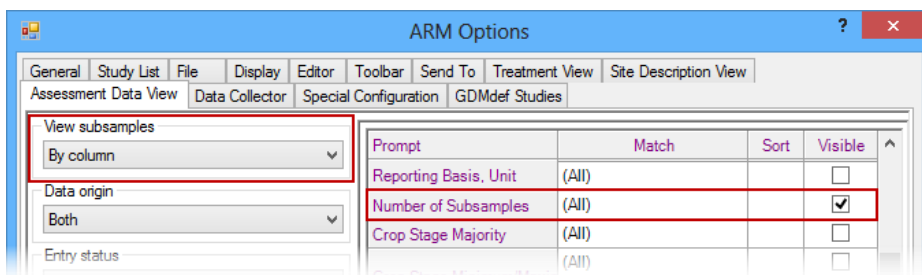 ARM Options
?
×
General Study List File Display Editor Toolbar Send To Treatment View Site Description View
Assessment Data View Data Collector Special Configuration GDMdef Studies
View subsamples
By column
Data origin
Both
Entry status
Prompt Match Sort Visible
Reporting Basis, Unit (All)
Number of Subsamples (All)
Crop Stage Majority (All)
(All)